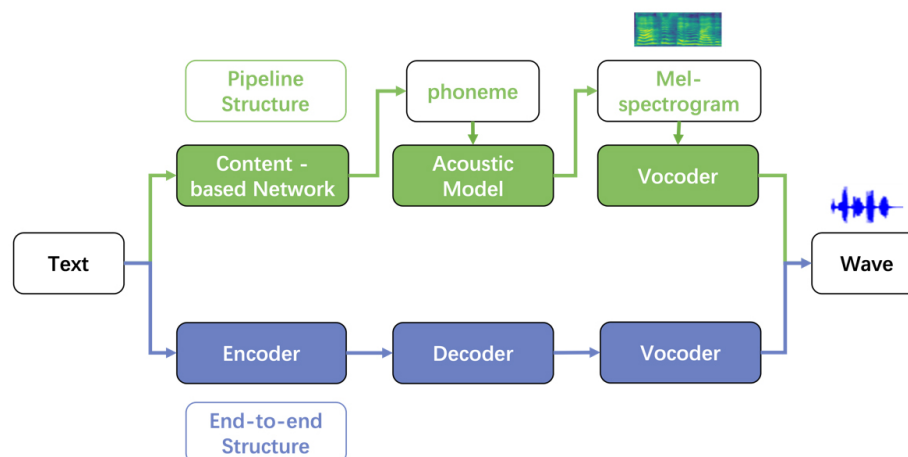 Pipeline
Structure
phoneme
Mel-
spectrogram
Content -
based Network
Acoustic
Model
Vocoder
Text
Wave
Encoder
Decoder
Vocoder
End-to-end
Structure